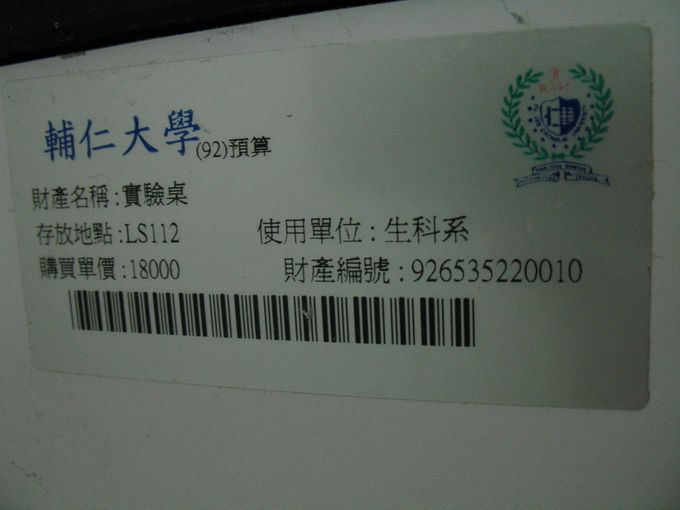 輔仁大學(92)預算
財產名稱:實驗桌
存放地點:LS112 使用單位:生科系
購買單價:18000 財產編號:926535220010